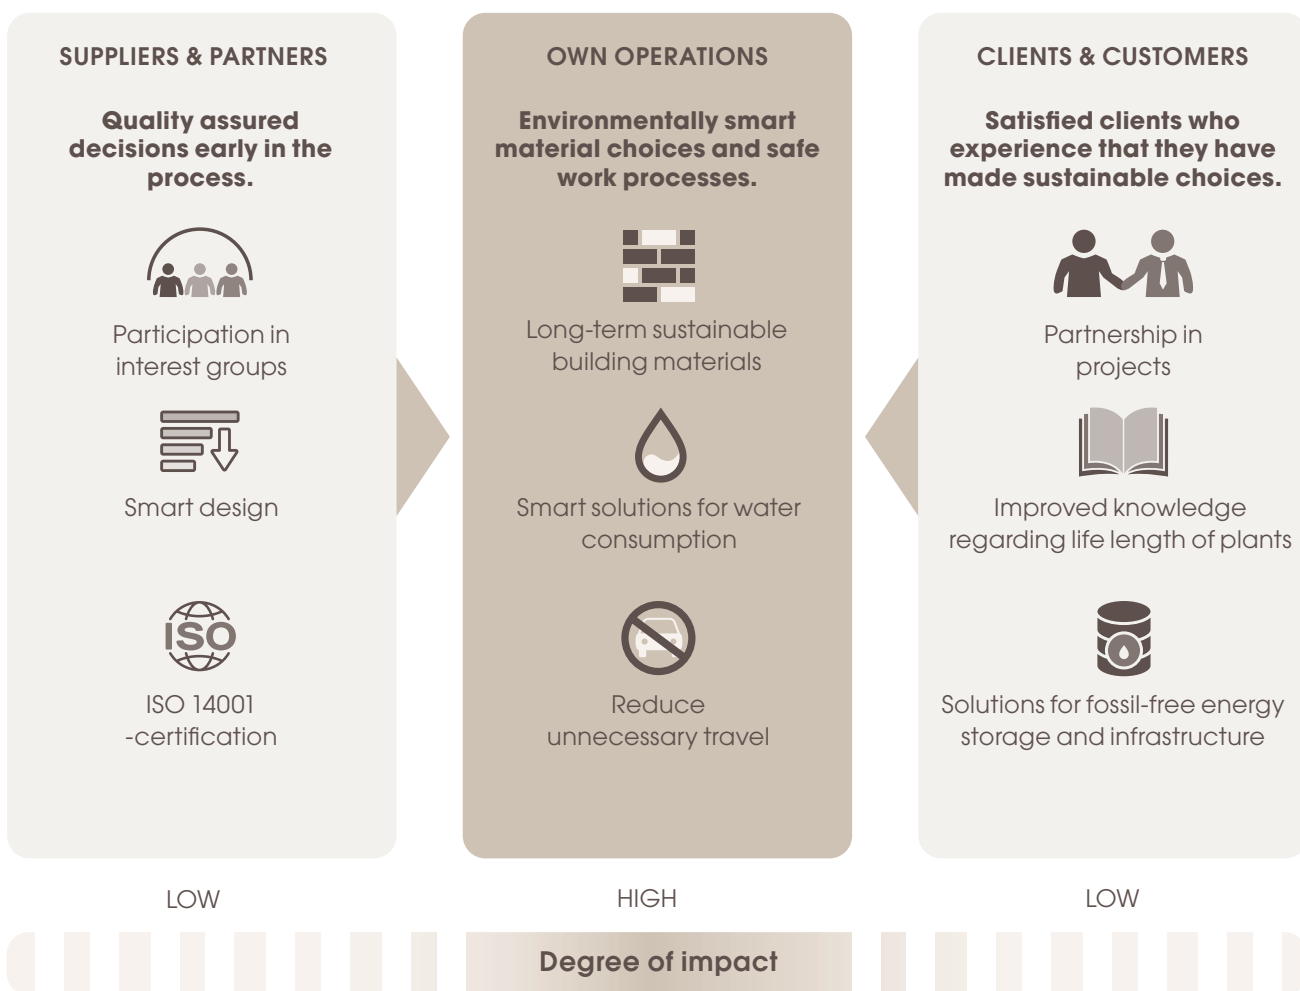 SUPPLIERS & PARTNERS
Quality assured
decisions early in the
process.
Participation in
interest groups
Smart design
ISO
ISO 14001
-certification
OWN OPERATIONS
Environmentally smart
material choices and safe
work processes.
Long-term sustainable
building materials
Smart solutions for water
consumption
Reduce
unnecessary travel
CLIENTS & CUSTOMERS
Satisfied clients who
experience that they have
made sustainable choices.
Partnership in
projects
Improved knowledge
regarding life length of plants
Solutions for fossil-free energy
storage and infrastructure
LOW
HIGH
LOW
Degree of impact